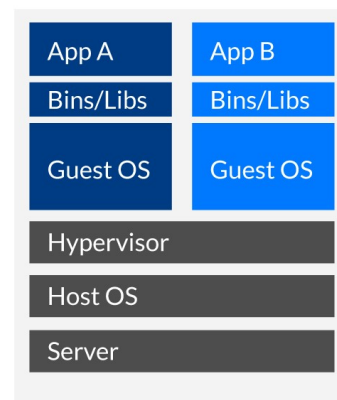 App A
App B
Bins/Libs
Bins/Libs
Guest OS
Guest OS
Hypervisor
Host OS
Server